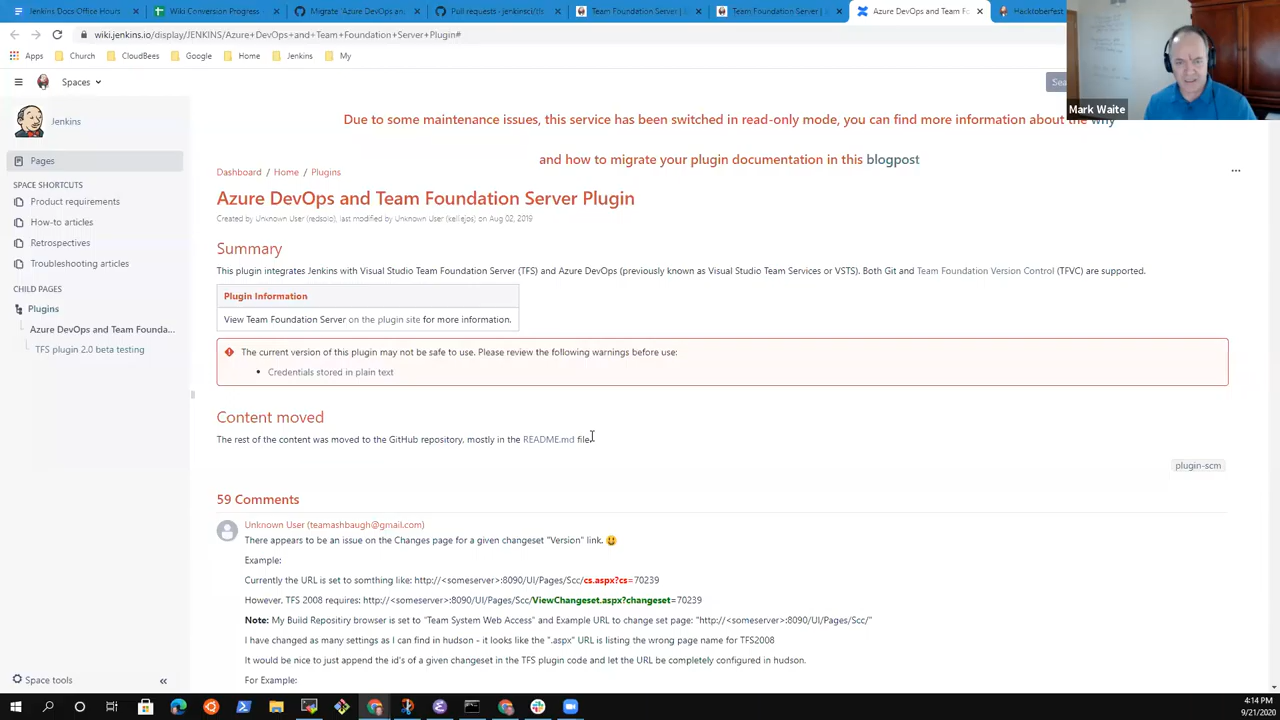 Jenkins Docs Office Hours
Wiki Conversion Progress
Migrate 'Azure DevOps an
Pull requests · jenkinsci/tf
Team Foundation Server |
Team Foundation Server |
Azure DevOps and Team Fo
Hacktoberfest
wiki.jenkins.io/display/JENKINS/Azure+DevOps+and+Team+Foundation+Server+Plugin#
Apps
Church
CloudBees
Google
Home
Jenkins
My
Spaces
Sea
Mark Waite
Jenkins
Pages
SPACE SHORTCUTS
Product requirements
How-to articles
Retrospectives
Troubleshooting articles
CHILD PAGES
Plugins
Azure DevOps and Team Founda...
TFS plugin 2.0 beta testing
Space tools
Due to some maintenance issues, this service has been switched in read-only mode, you can find more information about the why
and how to migrate your plugin documentation in this blogpost
Dashboard / Home / Plugins
Azure DevOps and Team Foundation Server Plugin
Created by Unknown User (redsolo), last modified by Unknown User (kelliejos) on Aug 02, 2019
Summary
This plugin integrates Jenkins with Visual Studio Team Foundation Server (TFS) and Azure DevOps (previously known as Visual Studio Team Services or VSTS). Both Git and Team Foundation Version Control (TFVC) are supported.
Plugin Information
View Team Foundation Server on the plugin site for more information.
The current version of this plugin may not be safe to use. Please review the following warnings before use:
• Credentials stored in plain text
Content moved
The rest of the content was moved to the GitHub repository, mostly in the README.md file.
plugin-scm
59 Comments
Unknown User (teamashbaugh@gmail.com)
There appears to be an issue on the Changes page for a given changeset "Version" link.
Example:
Currently the URL is set to somthing like: http://<someserver>:8090/UI/Pages/Scc/cs.aspx?cs=70239
However, TFS 2008 requires: http://<someserver>:8090/UI/Pages/Scc/ViewChangeset.aspx?changeset=70239
Note: My Build Repositiry browser is set to "Team System Web Access" and Example URL to change set page: "http://<someserver>:8090/UI/Pages/Scc/"
I have changed as many settings as I can find in hudson - it looks like the ".aspx" URL is listing the wrong page name for TFS2008
It would be nice to just append the id's of a given changeset in the TFS plugin code and let the URL be completely configured in hudson.
For Example:
4:14 PM
9/21/2020